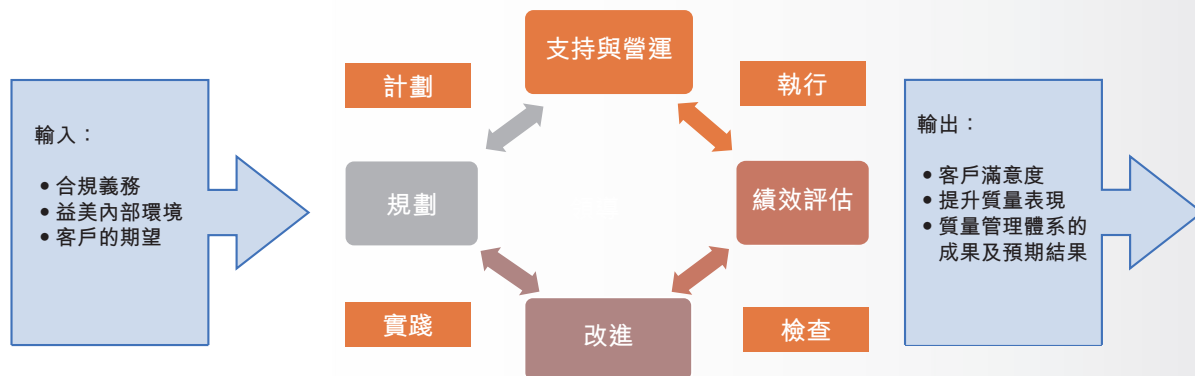 支持與營運
計劃
執行
輸入：
• 合規義務
• 益美內部環境
• 客戶的期望
規劃
績效評估
輸出：
• 客戶滿意度
• 提升質量表現
• 質量管理體系的
成果及預期結果
實踐
改進
檢查